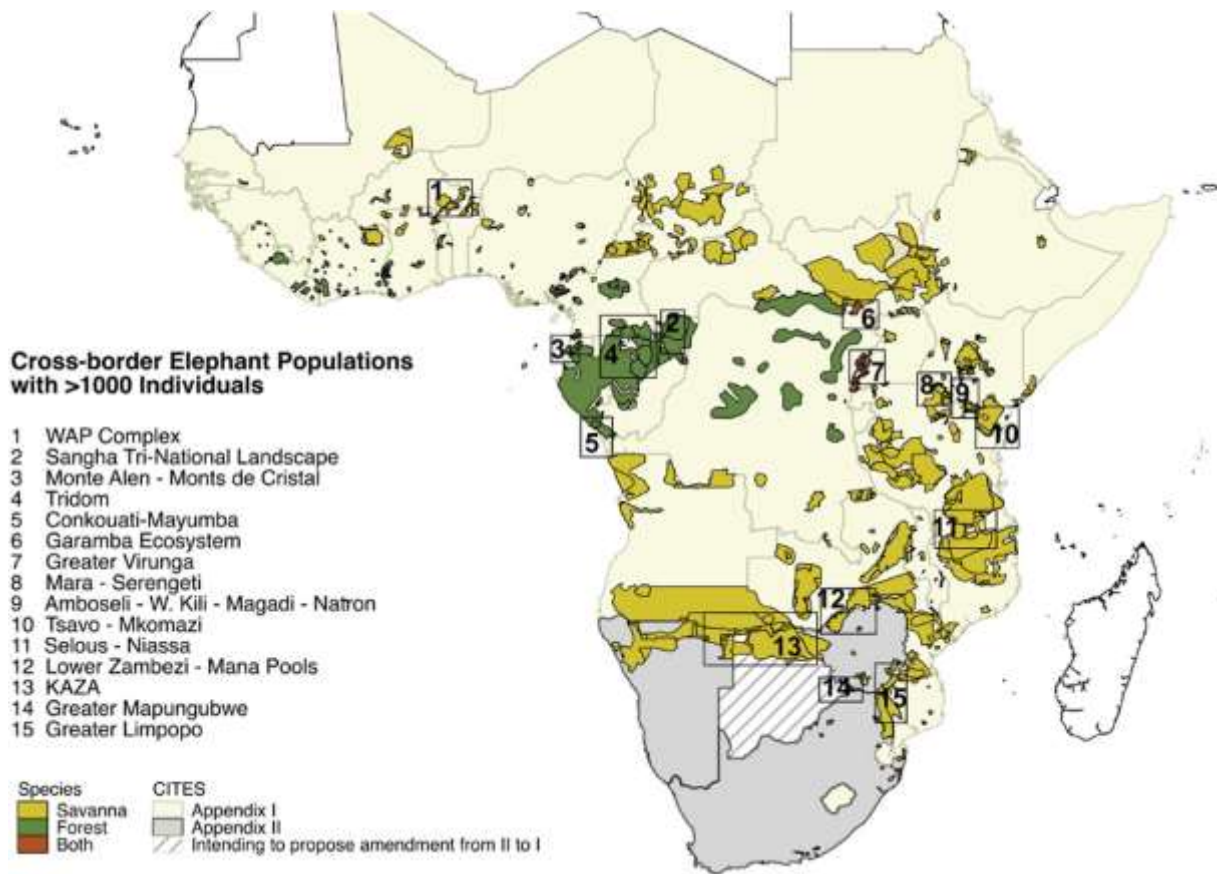 1
2
3
4
6
7
8
9
10
5
11
12
13
14
15
Cross-border Elephant Populations
with >1000 Individuals
1 WAP Complex
2 Sangha Tri-National Landscape
3 Monte Alen - Monts de Cristal
4 Tridom
5 Conkouati-Mayumba
6 Garamba Ecosystem
7 Greater Virunga
8 Mara - Serengeti
9 Amboseli - W. Kili - Magadi - Natron
10 Tsavo - Mkomazi
11 Selous - Niassa
12 Lower Zambezi - Mana Pools
13 KAZA
14 Greater Mapungubwe
15 Greater Limpopo
Species
Savanna
Forest
Both
CITES
Appendix I
Appendix II
Intending to propose amendment from II to I